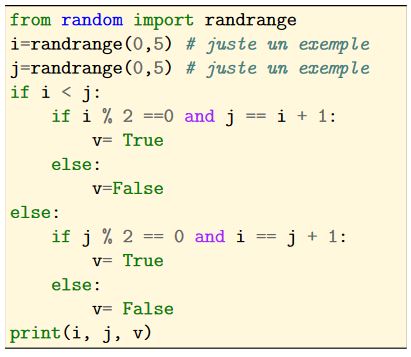 from random import randrange
i=randrange(0,5) # juste un exemple
j=randrange(0,5) # juste un exemple
if i < j:
    if i % 2 ==0 and j == i + 1:
        v= True
    else:
        v=False
else:
    if j % 2 == 0 and i == j + 1:
        v= True
    else:
        v= False
print(i, j, v)